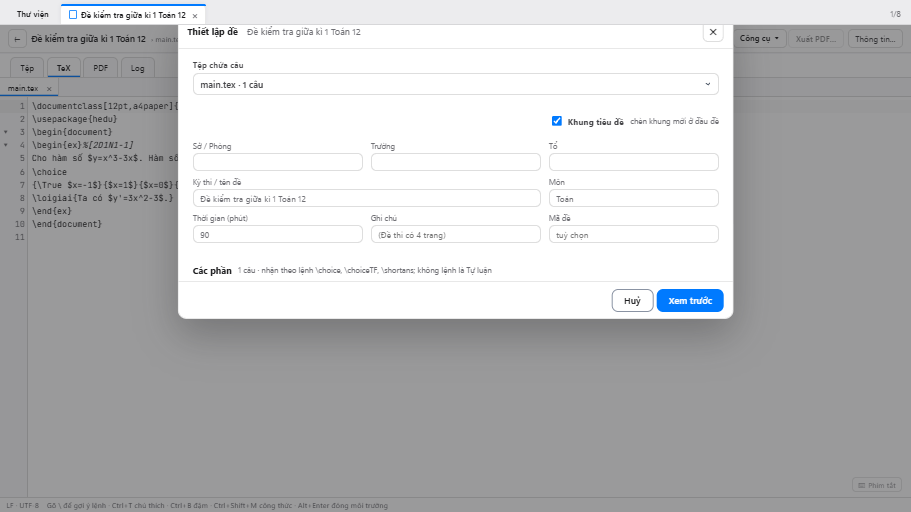 Thư viện
Đề kiểm tra giữa kì 1 Toán 12 ×
1/8
← Đề kiểm tra giữa kì 1 Toán 12 › main.te
Công cụ
Xuất PDF...
Thông tin...
Tệp
TeX
PDF
Log
main.tex ×
1 \documentclass[12pt,a4paper]{
2 \usepackage{hedu}
3 \begin{document}
4 \begin{ex}%[2D1N1-1]
5 Cho hàm số $y=x^3-3x$. Hàm số
6 \choice
7 {\True $x=-1$}{$x=1$}{$x=0$}{
8 \loigiai{Ta có $y'=3x^2-3$.}
9 \end{ex}
10 \end{document}
11
Thiết lập đề Đề kiểm tra giữa kì 1 Toán 12
Tệp chứa câu
main.tex · 1 câu
Khung tiêu đề chèn khung mới ở đầu đề
Sở / Phòng
Trường
Tổ
Kỳ thi / tên đề
Môn
Đề kiểm tra giữa kì 1 Toán 12
Toán
Thời gian (phút)
Ghi chú
Mã đề
90
(Đề thi có 4 trang)
tuỳ chọn
Các phần 1 câu · nhận theo lệnh \choice, \choiceTF, \shortans; không lệnh là Tự luận
Huỷ
Xem trước
Phím tắt
LF · UTF 8 Gõ \ để gợi ý lệnh · Ctrl+T chú thích · Ctrl+B đậm · Ctrl+Shift+M công thức · Alt+Enter đóng môi trường